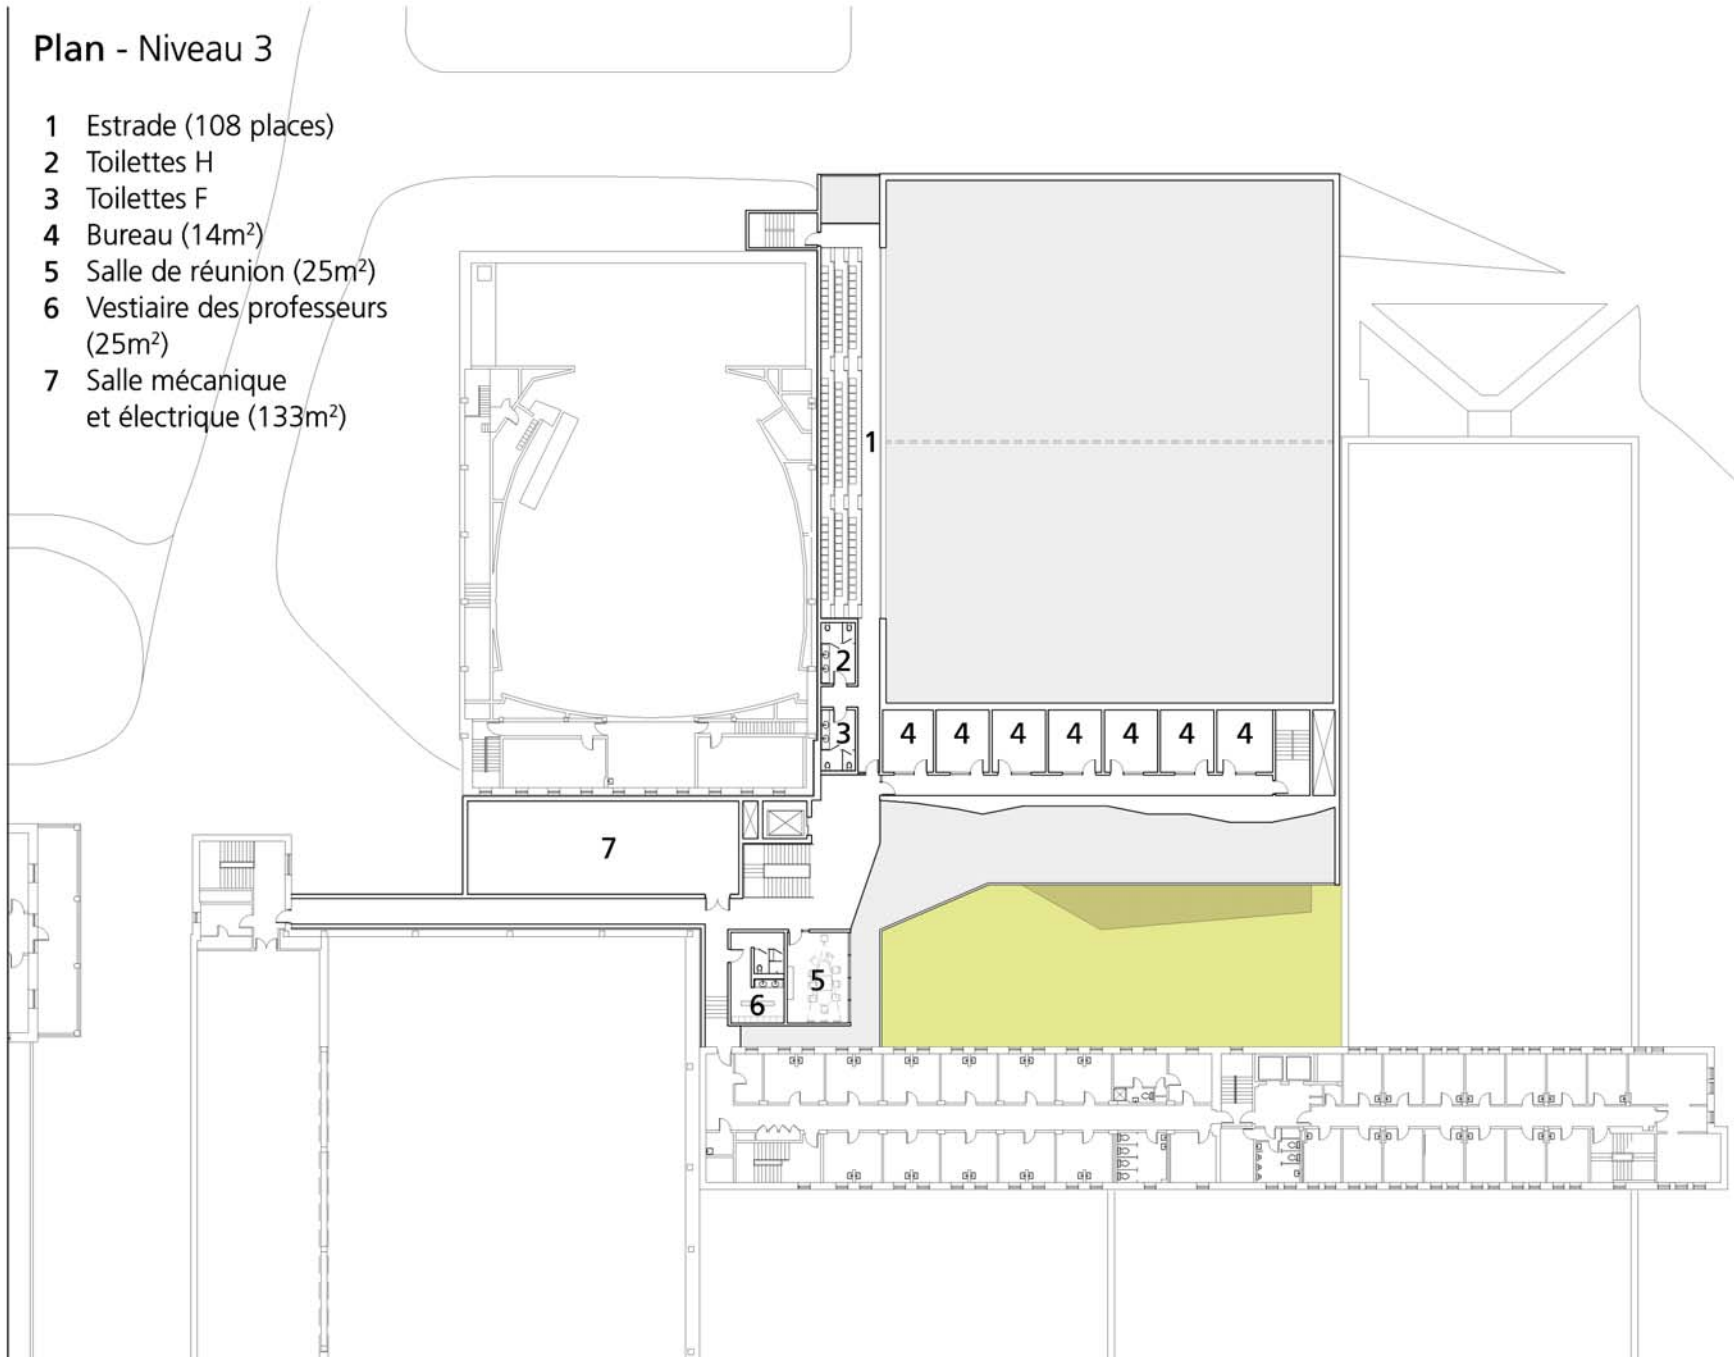 Plan - Niveau 3
1 Estrade (108 places)
2 Toilettes H
3 Toilettes F
4 Bureau (14m²)
5 Salle de réunion (25m²)
6 Vestiaire des professeurs
(25m²)
7 Salle mécanique
et électrique (133m²)
1
2
3
4 4 4 4 4 4 4
7
5
6